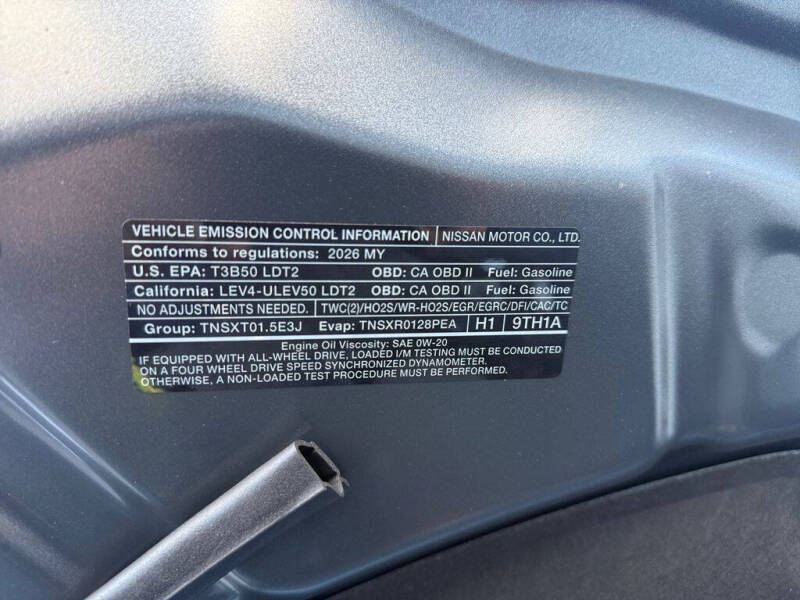 VEHICLE EMISSION CONTROL INFORMATION NISSAN MOTOR CO., LTD.
Conforms to regulations: 2026 MY
U.S. EPA: T3B50 LDT2 OBD: CA OBD II Fuel: Gasoline
California: LEV4-ULEV50 LDT2 OBD: CA OBD II Fuel: Gasoline
NO ADJUSTMENTS NEEDED. TWC(2)/HO2S/WR-HO2S/EGR/EGRC/DFI/CAC/TC
Group: TNSXT01.5E3J Evap: TNSXR0128PEA H1 9TH1A
Engine Oil Viscosity: SAE 0W-20
IF EQUIPPED WITH ALL-WHEEL DRIVE, LOADED I/M TESTING MUST BE CONDUCTED
ON A FOUR WHEEL DRIVE SPEED SYNCHRONIZED DYNAMOMETER.
OTHERWISE, A NON-LOADED TEST PROCEDURE MUST BE PERFORMED.